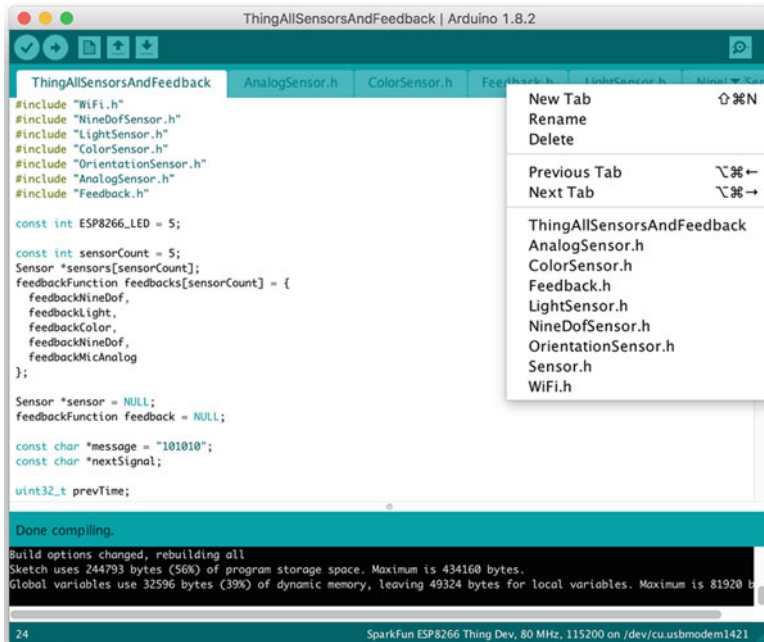 ThingAllSensorsAndFeedback | Arduino 1.8.2
ThingAllSensorsAndFeedback AnalogSensor.h ColorSensor.h Feedback.h LightSensor.h
#include "WiFi.h"
#include "NineDofSensor.h"
#include "LightSensor.h"
#include "ColorSensor.h"
#include "OrientationSensor.h"
#include "AnalogSensor.h"
#include "Feedback.h"
const int ESP8266_LED = 5;
const int sensorCount = 5;
Sensor *sensors[sensorCount];
feedbackFunction feedbacks[sensorCount] = {
feedbackNineDof,
feedbackLight,
feedbackColor,
feedbackNineDof,
feedbackMicAnalog
};
Sensor *sensor = NULL;
feedbackFunction feedback = NULL;
const char *message = "101010";
const char *nextSignal;
uint32_t prevTime;
New Tab ⇧⌘N
Rename
Delete
Previous Tab ⌥⌘←
Next Tab ⌥⌘→
ThingAllSensorsAndFeedback
AnalogSensor.h
ColorSensor.h
Feedback.h
LightSensor.h
NineDofSensor.h
OrientationSensor.h
Sensor.h
WiFi.h
Done compiling.
Build options changed, rebuilding all
Sketch uses 244793 bytes (56%) of program storage space. Maximum is 434160 bytes.
Global variables use 32596 bytes (39%) of dynamic memory, leaving 49324 bytes for local variables. Maximum is 81920 b
24 SparkFun ESP8266 Thing Dev, 80 MHz, 115200 on /dev/cu.usbmodem1421